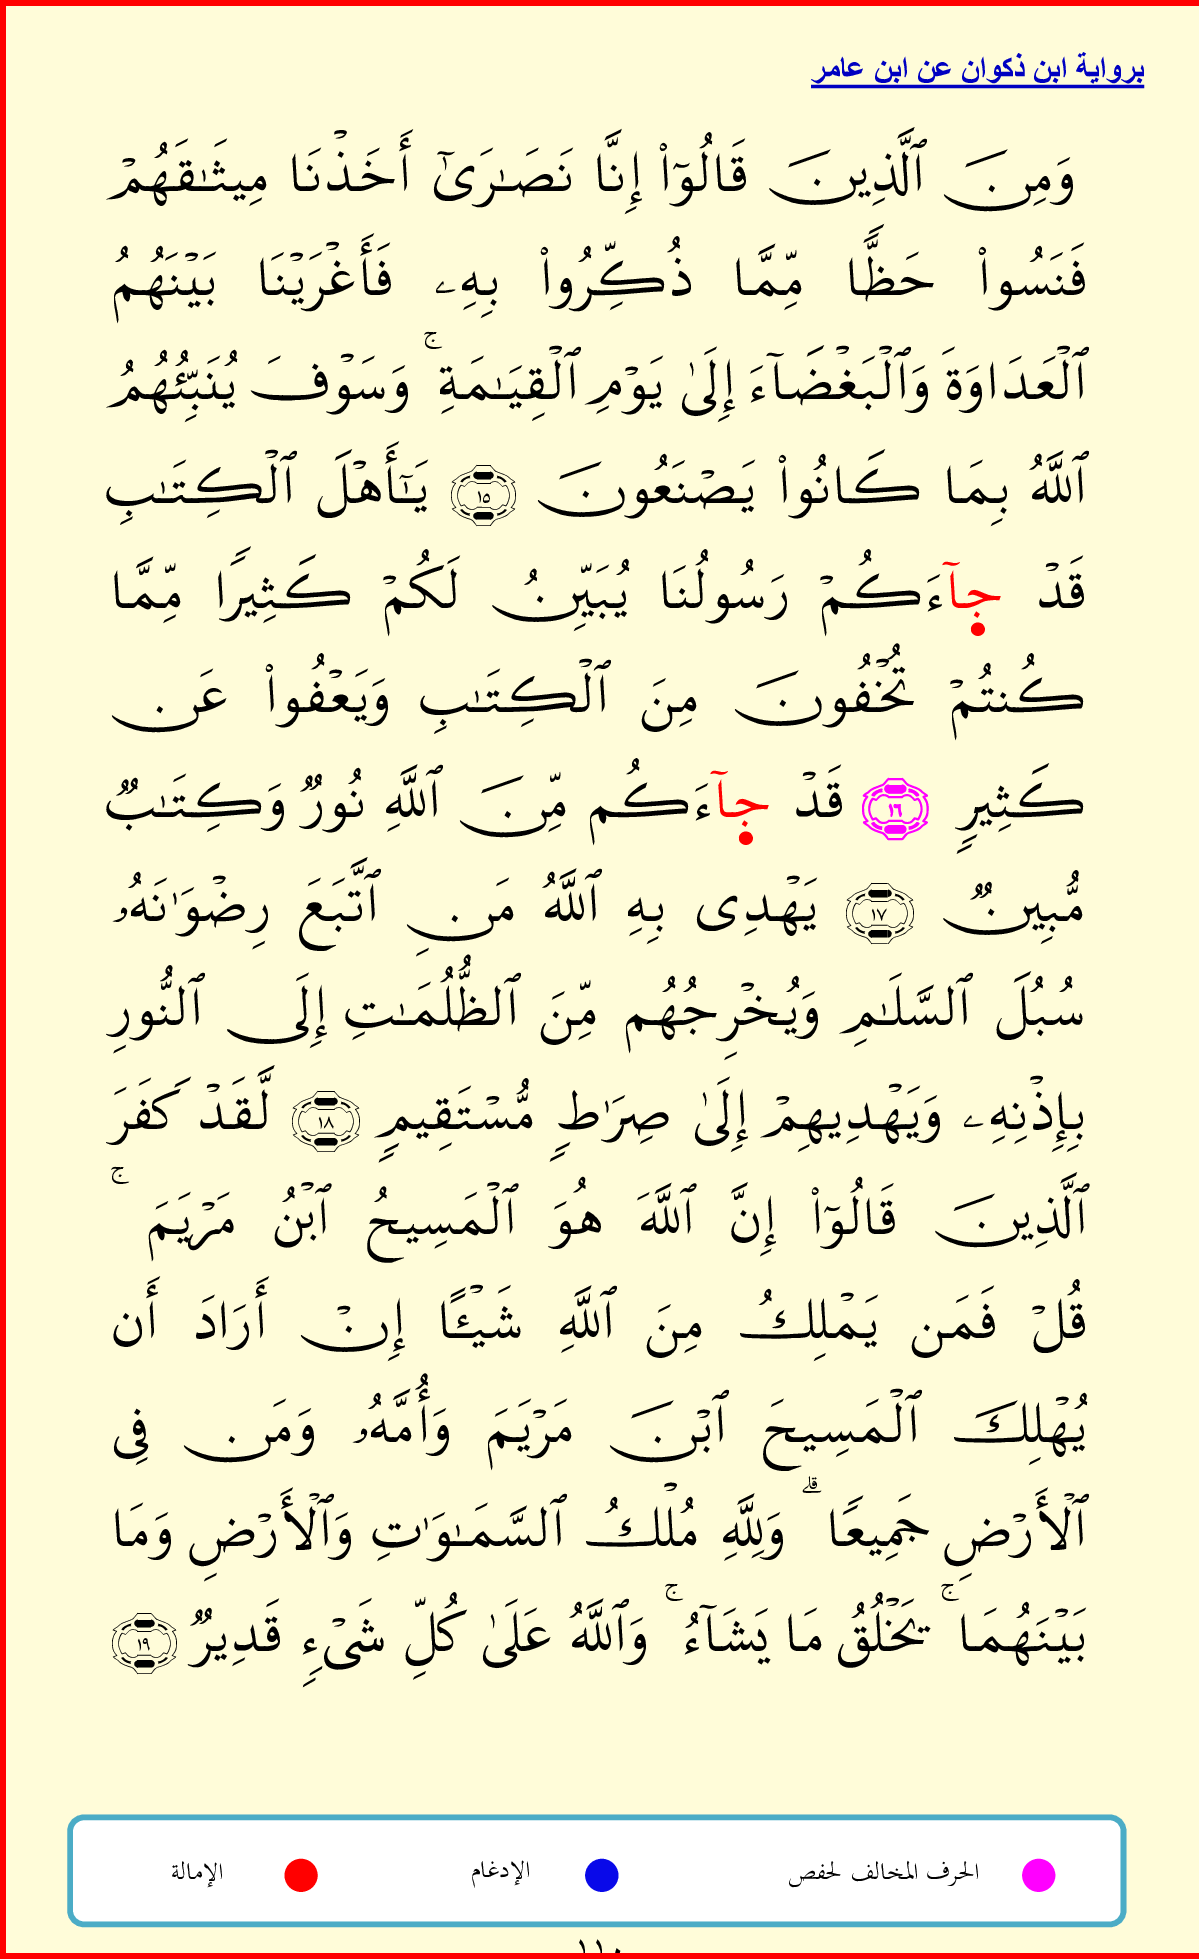 برواية ابن ذكوان عن ابن عامر
وَمِنَ ٱلَّذِينَ قَالُوٓا۟ إِنَّا نَصَـٰرَىٰٓ أَخَذْنَا مِيثَـٰقَهُمْ
فَنَسُوا۟ حَظًّا مِّمَّا ذُكِّرُوا۟ بِهِۦ فَأَغْرَيْنَا بَيْنَهُمُ
ٱلْعَدَاوَةَ وَٱلْبَغْضَآءَ إِلَىٰ يَوْمِ ٱلْقِيَـٰمَةِ ۚ وَسَوْفَ يُنَبِّئُهُمُ
ٱللَّهُ بِمَا كَانُوا۟ يَصْنَعُونَ ١٥ يَـٰٓأَهْلَ ٱلْكِتَـٰبِ
قَدْ جآءَكُمْ رَسُولُنَا يُبَيِّنُ لَكُمْ كَثِيرًا مِّمَّا
كُنتُمْ تُخْفُونَ مِنَ ٱلْكِتَـٰبِ وَيَعْفُوا۟ عَن
كَثِيرٍ ١٦ قَدْ جآءَكُم مِّنَ ٱللَّهِ نُورٌ وَكِتَـٰبٌ
مُّبِينٌ ١٧ يَهْدِى بِهِ ٱللَّهُ مَنِ ٱتَّبَعَ رِضْوَٰنَهُۥ
سُبُلَ ٱلسَّلَـٰمِ وَيُخْرِجُهُم مِّنَ ٱلظُّلُمَـٰتِ إِلَى ٱلنُّورِ
بِإِذْنِهِۦ وَيَهْدِيهِمْ إِلَىٰ صِرَٰطٍ مُّسْتَقِيمٍ ١٨ لَّقَدْ كَفَرَ
ٱلَّذِينَ قَالُوٓا۟ إِنَّ ٱللَّهَ هُوَ ٱلْمَسِيحُ ٱبْنُ مَرْيَمَ ۚ
قُلْ فَمَن يَمْلِكُ مِنَ ٱللَّهِ شَيْـًٔا إِنْ أَرَادَ أَن
يُهْلِكَ ٱلْمَسِيحَ ٱبْنَ مَرْيَمَ وَأُمَّهُۥ وَمَن فِى
ٱلْأَرْضِ جَمِيعًا ۗ وَلِلَّهِ مُلْكُ ٱلسَّمَـٰوَٰتِ وَٱلْأَرْضِ وَمَا
بَيْنَهُمَا ۚ يَخْلُقُ مَا يَشَآءُ ۚ وَٱللَّهُ عَلَىٰ كُلِّ شَىْءٍ قَدِيرٌ ١٩
الحرف المخالف لحفص الإدغام الإمالة
١١٠